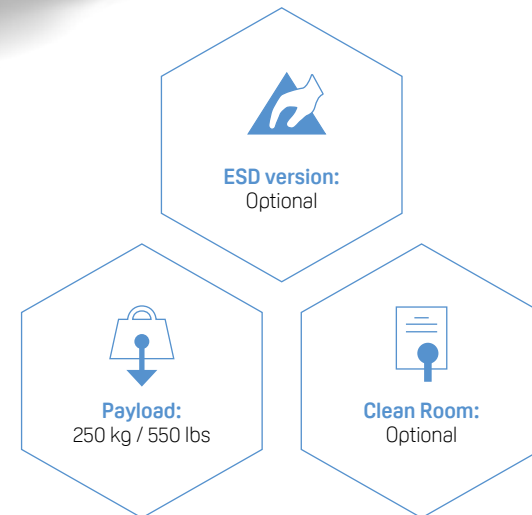 ESD version:
Optional
Payload:
250 kg / 550 lbs
Clean Room:
Optional